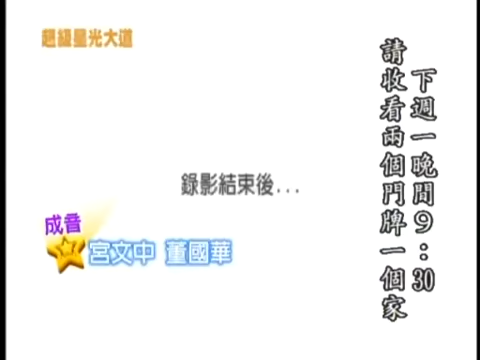 超級星光大道
下週一晚間9:30
請收看兩個門牌一個家
錄影結束後...
成音
宮文中 董國華